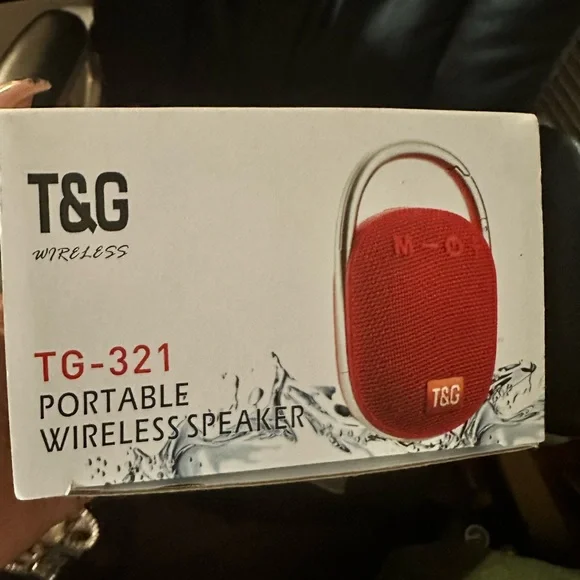 T&G
WIRELESS
TG-321
PORTABLE
WIRELESS SPEAKER
M
T&G